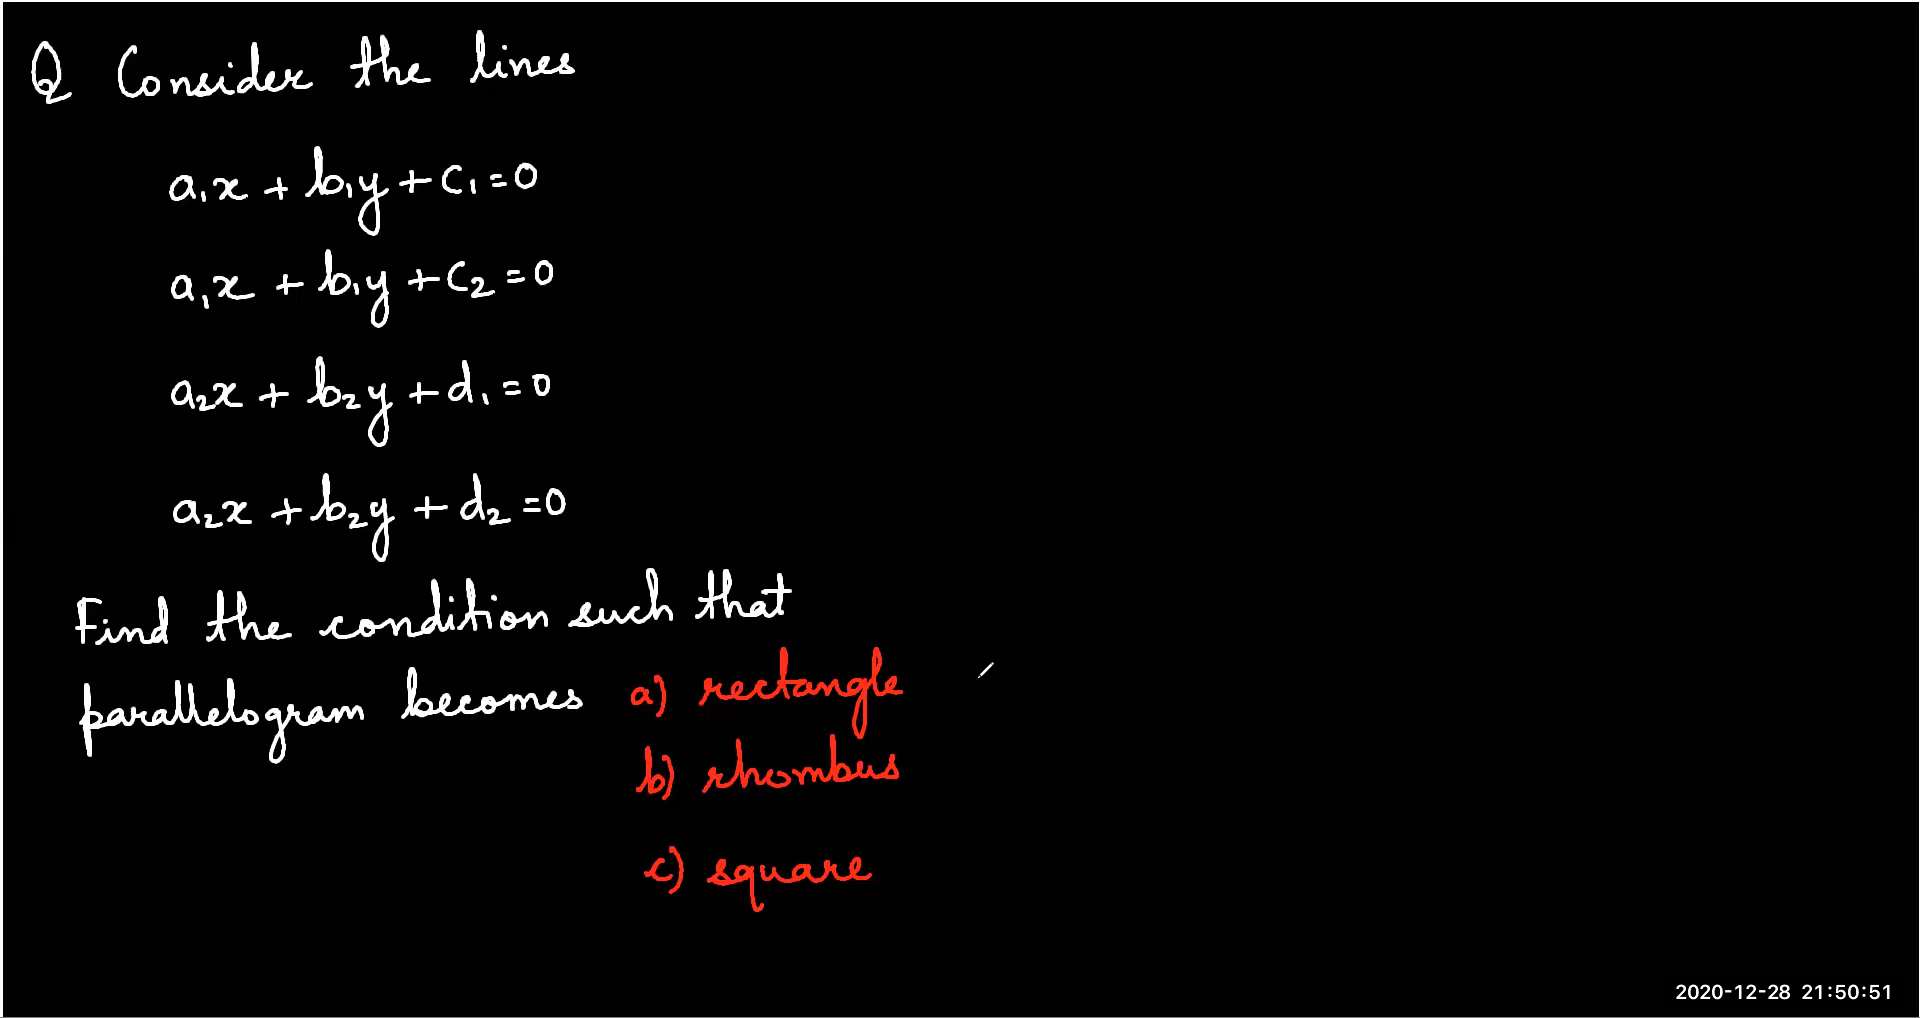 Q Consider the lines
a₁x + b₁y + c₁ = 0
a₁x + b₁y + c₂ = 0
a₂x + b₂y + d₁ = 0
a₂x + b₂y + d₂ = 0
Find the condition such that
parallelogram becomes a) rectangle
b) rhombus
c) square
2020-12-28 21:50:51